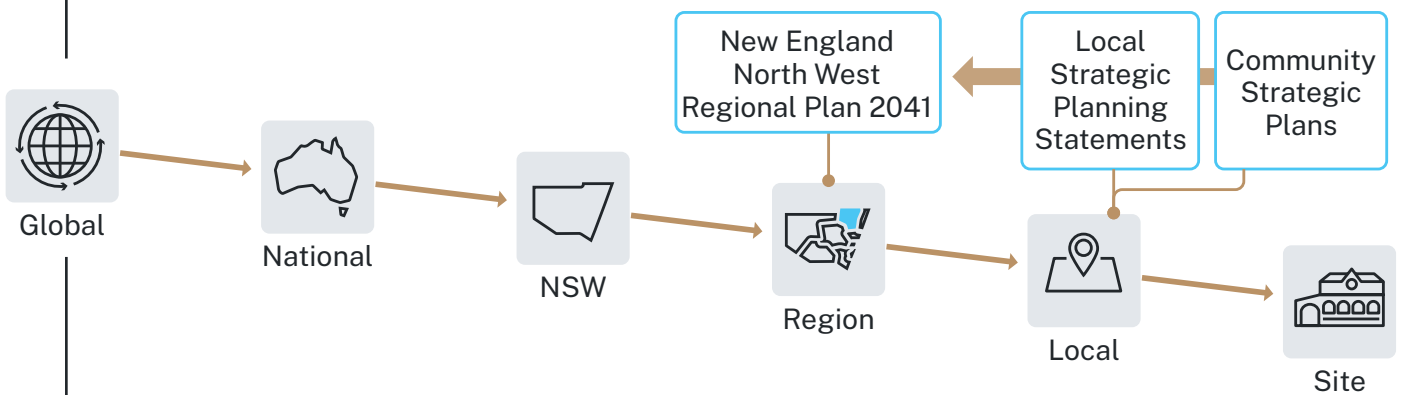 New England
North West
Regional Plan 2041
Local
Strategic
Planning
Statements
Community
Strategic
Plans
Global
National
NSW
Region
Local
Site